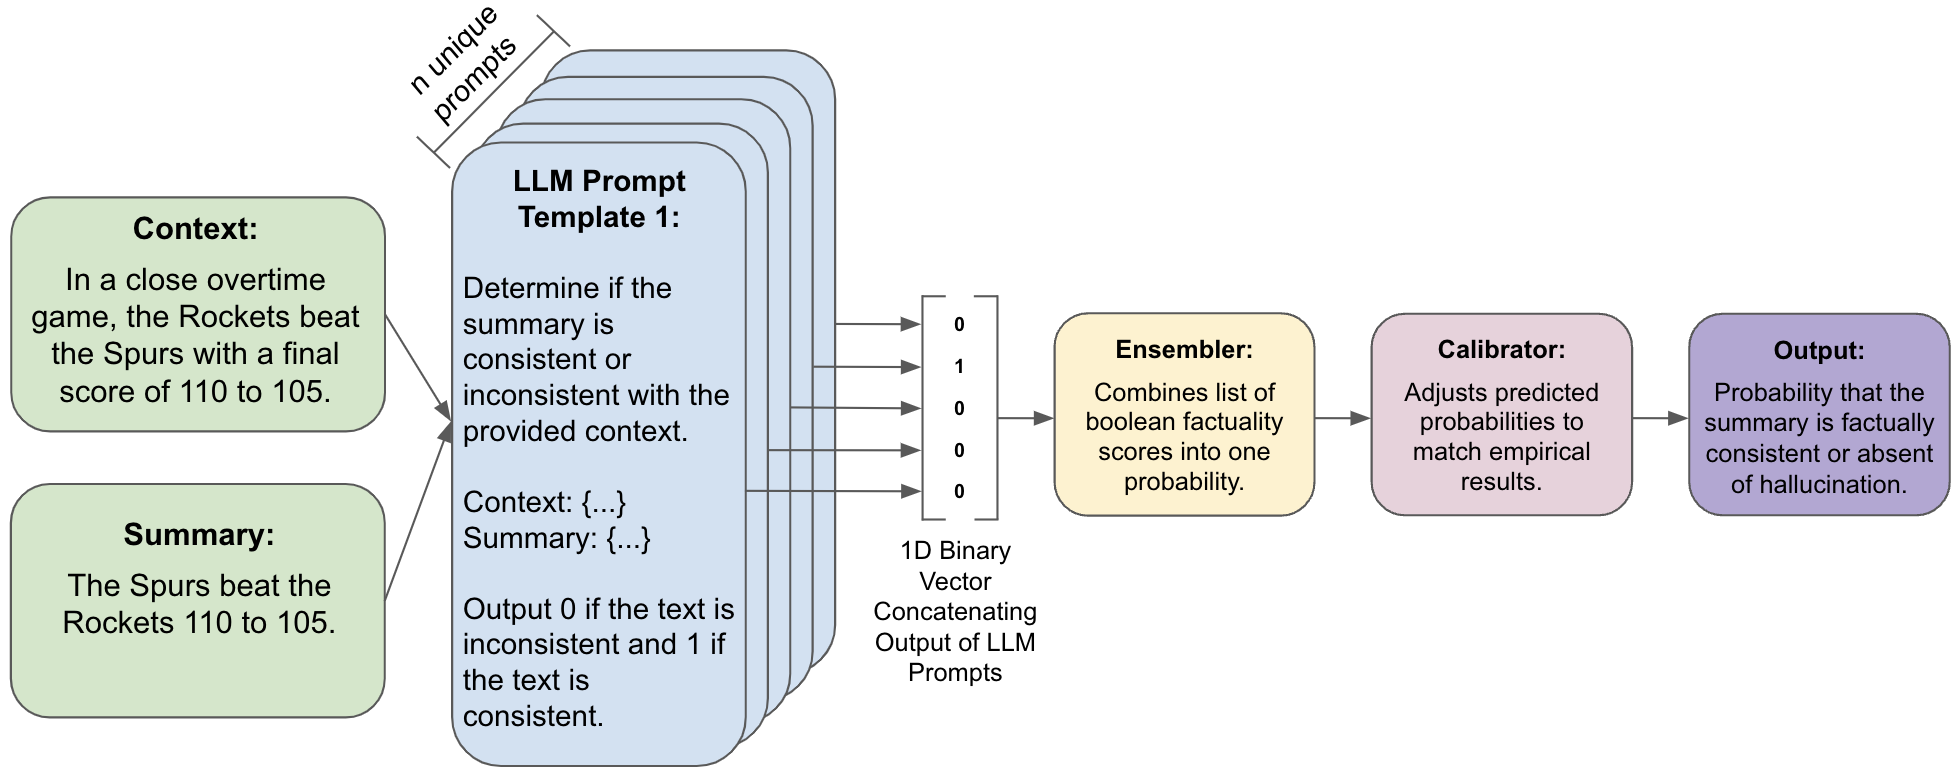 n unique
prompts
Context:
In a close overtime
game, the Rockets beat
the Spurs with a final
score of 110 to 105.
Summary:
The Spurs beat the
Rockets 110 to 105.
LLM Prompt
Template 1:
Determine if the
summary is
consistent or
inconsistent with the
provided context.
Context: {...}
Summary: {...}
Output 0 if the text is
inconsistent and 1 if
the text is
consistent.
0
1
0
0
0
1D Binary
Vector
Concatenating
Output of LLM
Prompts
Ensembler:
Combines list of
boolean factuality
scores into one
probability.
Calibrator:
Adjusts predicted
probabilities to
match empirical
results.
Output:
Probability that the
summary is factually
consistent or absent
of hallucination.